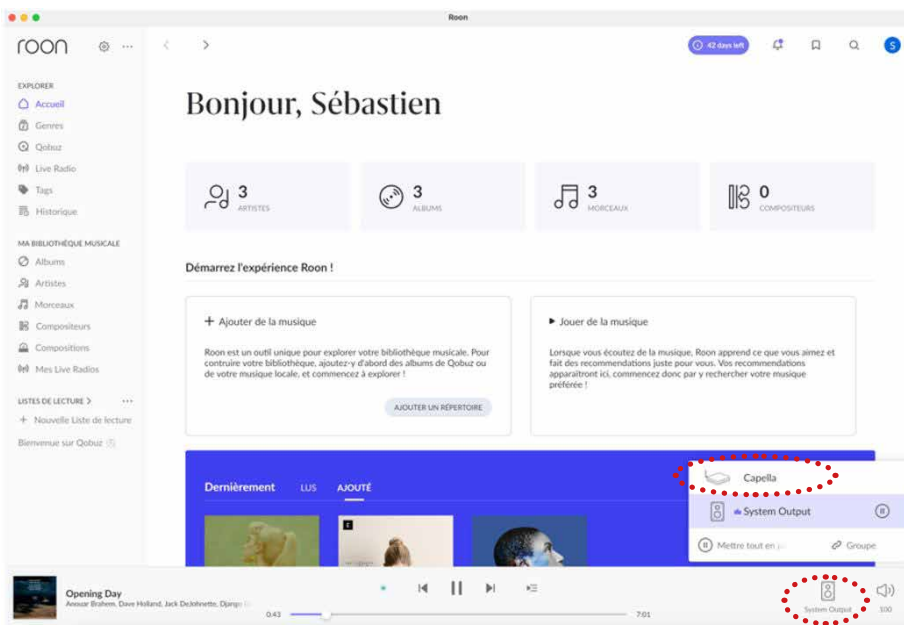 Roon
roon
42 days left
S
EXPLORER
Accueil
Genres
Qobuz
Live Radio
Tags
Historique
MA BIBLIOTHÈQUE MUSICALE
Albums
Artistes
Morceaux
Compositeurs
Compositions
Mes Live Radios
LISTES DE LECTURE >
Nouvelle Liste de lecture
Bienvenue sur Qobuz
Bonjour, Sébastien
3
ARTISTES
3
ALBUMS
3
MORCEAUX
0
COMPOSITEURS
Démarrez l'expérience Roon !
Ajouter de la musique
Roon est un outil unique pour explorer votre bibliothèque musicale. Pour
contruire votre bibliothèque, ajoutez-y d'abord des albums de Qobuz ou
de votre musique locale, et commencez à explorer !
AJOUTER UN RÉPERTOIRE
Jouer de la musique
Lorsque vous écoutez de la musique, Roon apprend ce que vous aimez et
fait des recommendations juste pour vous. Vos recommendations
apparaîtront ici, commencez donc par y rechercher votre musique
préférée !
Dernièrement LUS AJOUTÉ
Capella
System Output
Mettre tout en
Groupe
Opening Day
Anouar Brahem, Dave Holland, Jack DeJohnette, Django
0:43
7:01
System Output
100